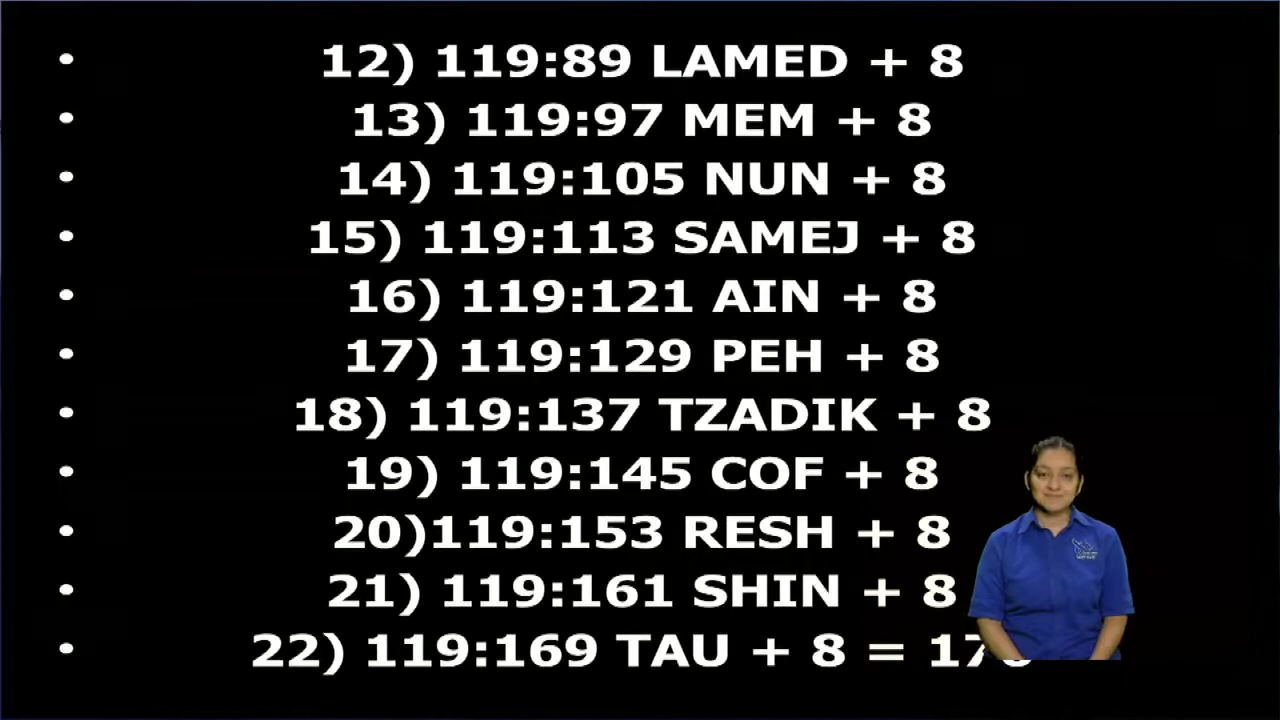 • 12) 119:89 LAMED + 8
• 13) 119:97 MEM + 8
• 14) 119:105 NUN + 8
• 15) 119:113 SAMEJ + 8
• 16) 119:121 AIN + 8
• 17) 119:129 PEH + 8
• 18) 119:137 TZADIK + 8
• 19) 119:145 COF + 8
• 20)119:153 RESH + 8
• 21) 119:161 SHIN + 8
• 22) 119:169 TAU + 8 =